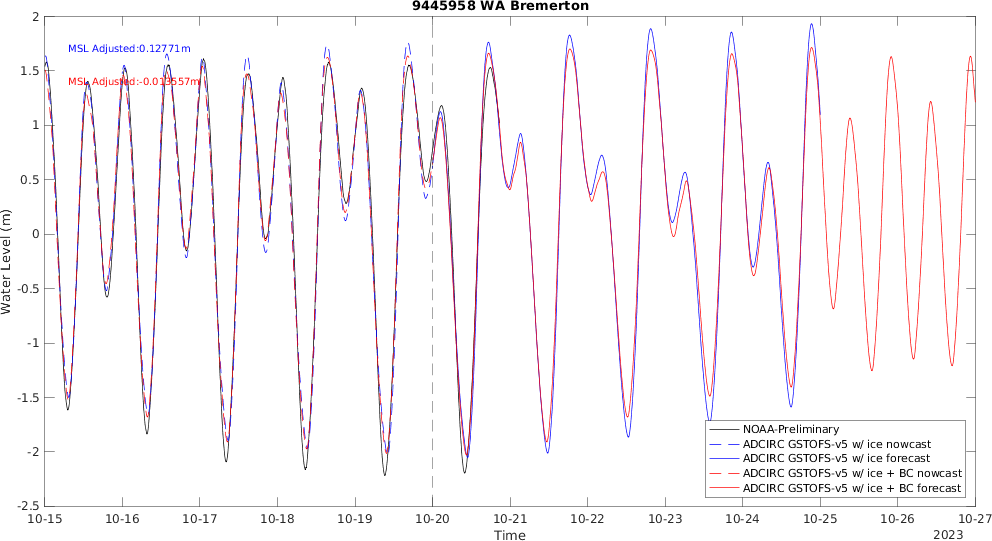 9445958 WA Bremerton
MSL Adjusted:0.12771m
MSL Adjusted:-0.013557m
Water Level (m)
2
1.5
1
0.5
0
-0.5
-1
-1.5
-2
-2.5
NOAA-Preliminary
ADCIRC GSTOFS-v5 w/ ice nowcast
ADCIRC GSTOFS-v5 w/ ice forecast
ADCIRC GSTOFS-v5 w/ ice + BC nowcast
ADCIRC GSTOFS-v5 w/ ice + BC forecast
10-15 10-16 10-17 10-18 10-19 10-20 10-21 10-22 10-23 10-24 10-25 10-26 10-27
Time
2023